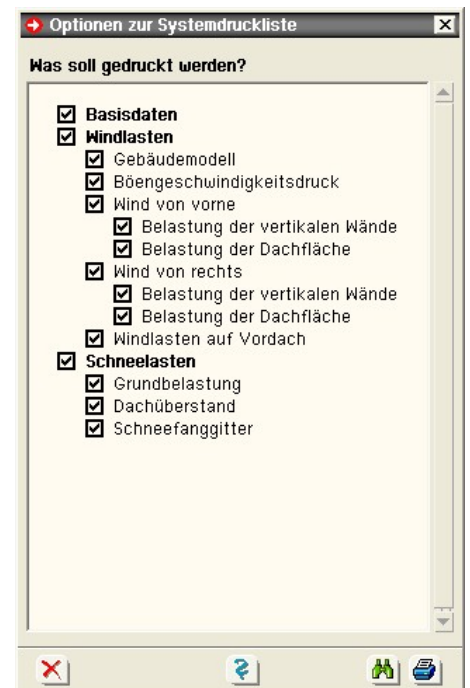 Optionen zur Systemdruckliste
Was soll gedruckt werden?
Basisdaten
Windlasten
Gebäudemodell
Böengeschwindigkeitsdruck
Wind von vorne
Belastung der vertikalen Wände
Belastung der Dachfläche
Wind von rechts
Belastung der vertikalen Wände
Belastung der Dachfläche
Windlasten auf Vordach
Schneelasten
Grundbelastung
Dachüberstand
Schneefanggitter